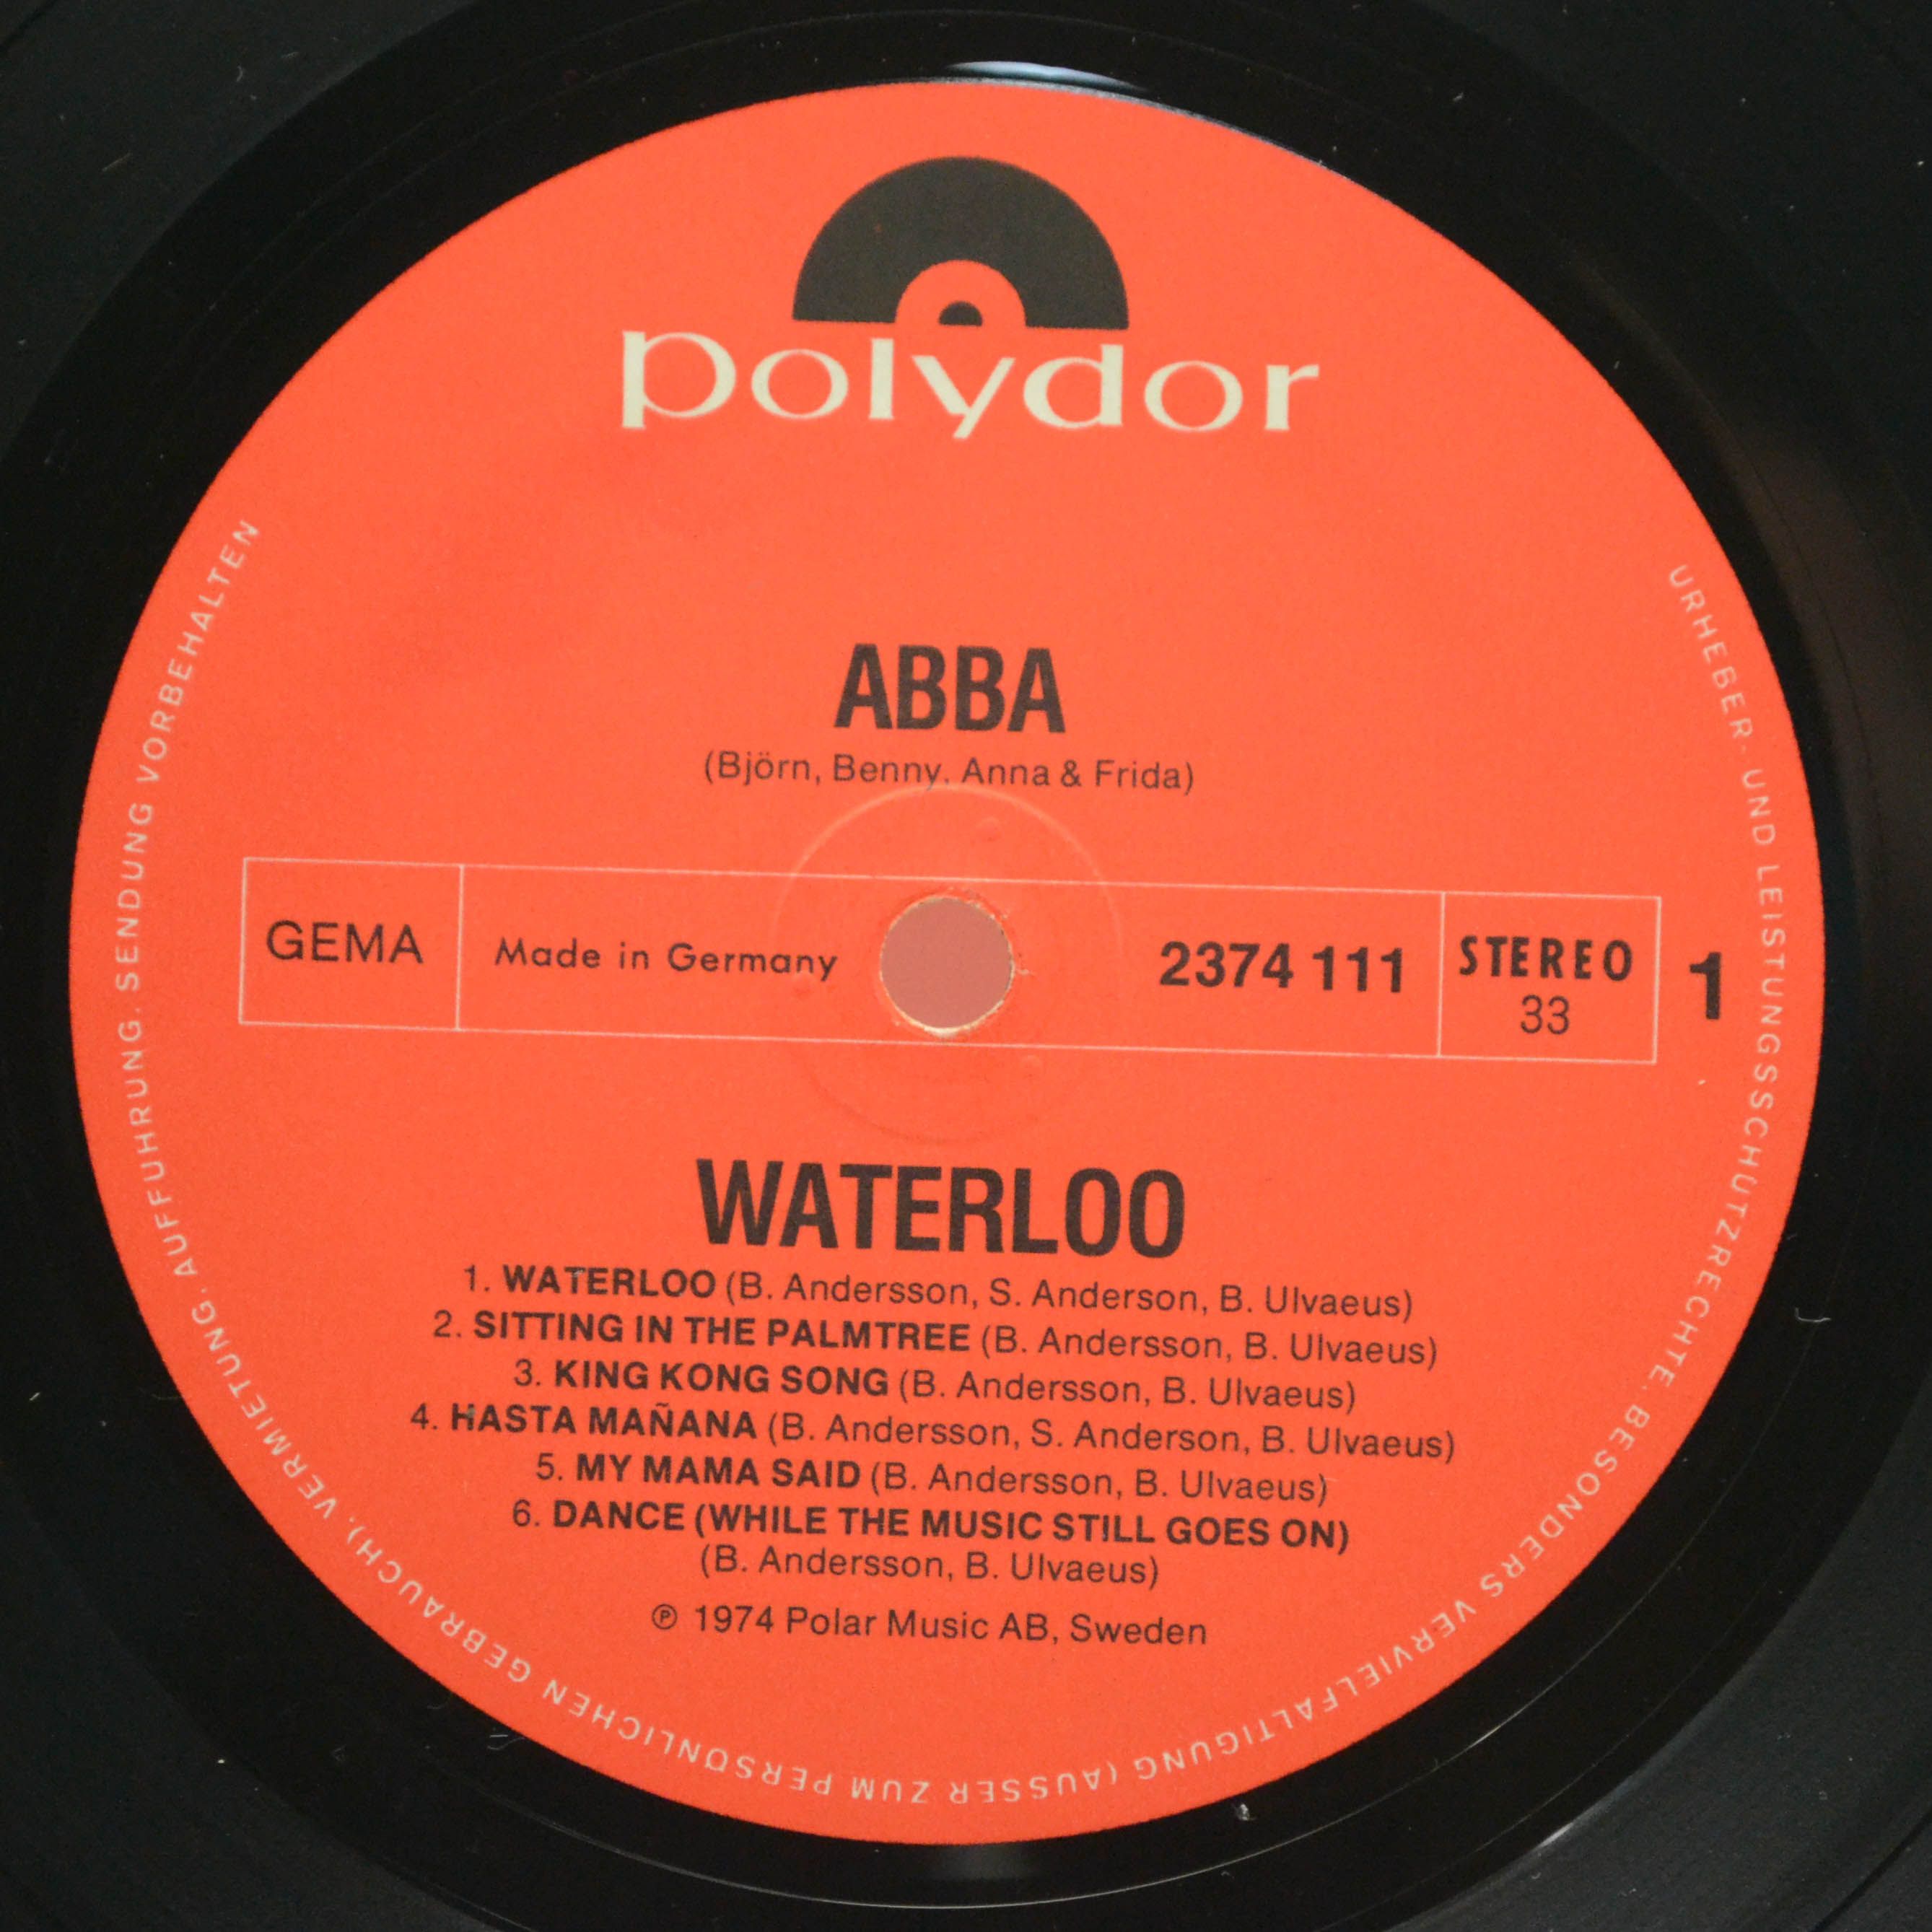 polydor
ABBA
(Björn, Benny. Anna & Frida)
GEMA
Made in Germany
2374 111
STEREO
33
1
WATERLOO
1. WATERLOO (B. Andersson, S. Anderson, B. Ulvaeus)
2. SITTING IN THE PALMTREE (B. Andersson, B. Ulvaeus)
3. KING KONG SONG (B. Andersson, B. Ulvaeus)
4. HASTA MAÑANA (B. Andersson, S. Anderson, B. Ulvaeus)
5. MY MAMA SAID (B. Andersson, B. Ulvaeus)
6. DANCE (WHILE THE MUSIC STILL GOES ON)
(B. Andersson, B. Ulvaeus)
℗ 1974 Polar Music AB, Sweden
URHEBER- UND LEISTUNGSSCHUTZRECHTE, BESONDERS VERVIELFÄLTIGUNG (AUSSER ZUM PERSÖNLICHEN GEBRAUCH), VERMIETUNG, AUFFÜHRUNG, SENDUNG VORBEHALTEN